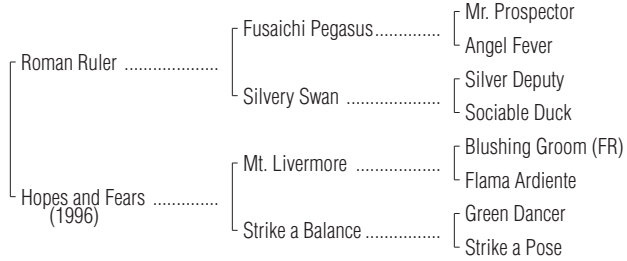 Mr. Prospector
Fusaichi Pegasus..............
Angel Fever
Roman Ruler ....................
Silver Deputy
Silvery Swan ....................
Sociable Duck
Blushing Groom (FR)
Mt. Livermore ..................
Flama Ardiente
Hopes and Fears .............
(1996)
Green Dancer
Strike a Balance ................
Strike a Pose